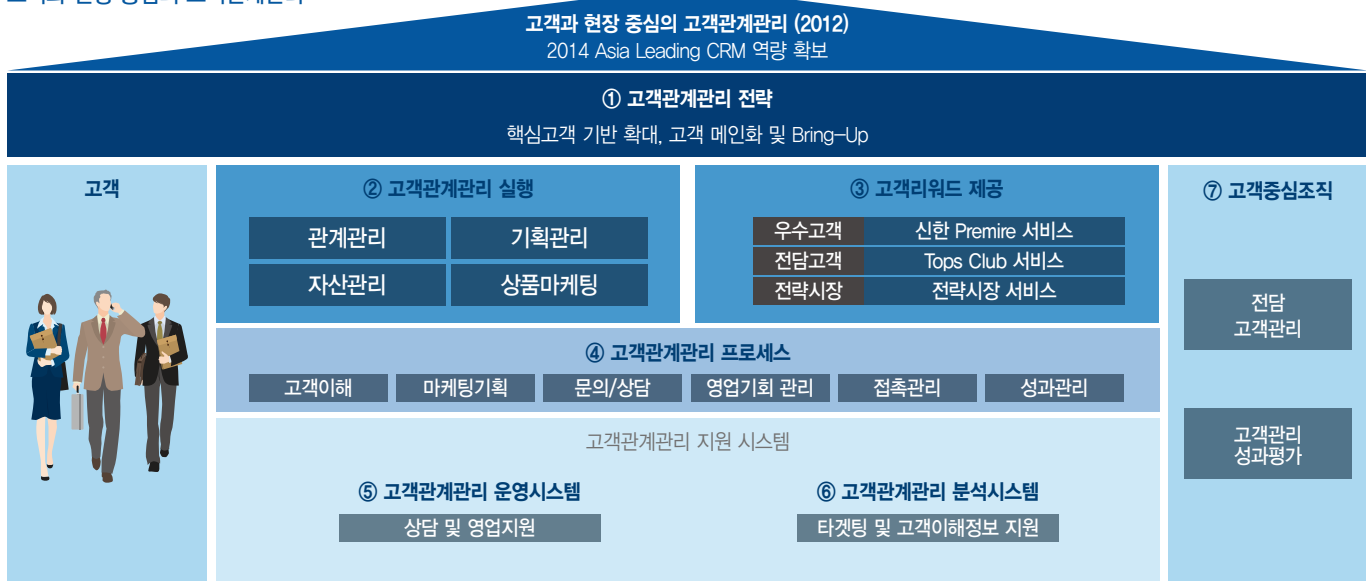 고객과 현장 중심의 고객관계관리 (2012)
2014 Asia Leading CRM 역량 확보
① 고객관계관리 전략
핵심고객 기반 확대, 고객 메인화 및 Bring-Up
고객
② 고객관계관리 실행
관계관리
기획관리
자산관리
상품마케팅
③ 고객리워드 제공
우수고객 신한 Premire 서비스
전담고객 Tops Club 서비스
전략시장 전략시장 서비스
④ 고객관계관리 프로세스
고객이해
마케팅기획
문의/상담
영업기회 관리
접촉관리
성과관리
고객관계관리 지원 시스템
⑤ 고객관계관리 운영시스템
상담 및 영업지원
⑥ 고객관계관리 분석시스템
타겟팅 및 고객이해정보 지원
⑦ 고객중심조직
전담
고객관리
고객관리
성과평가